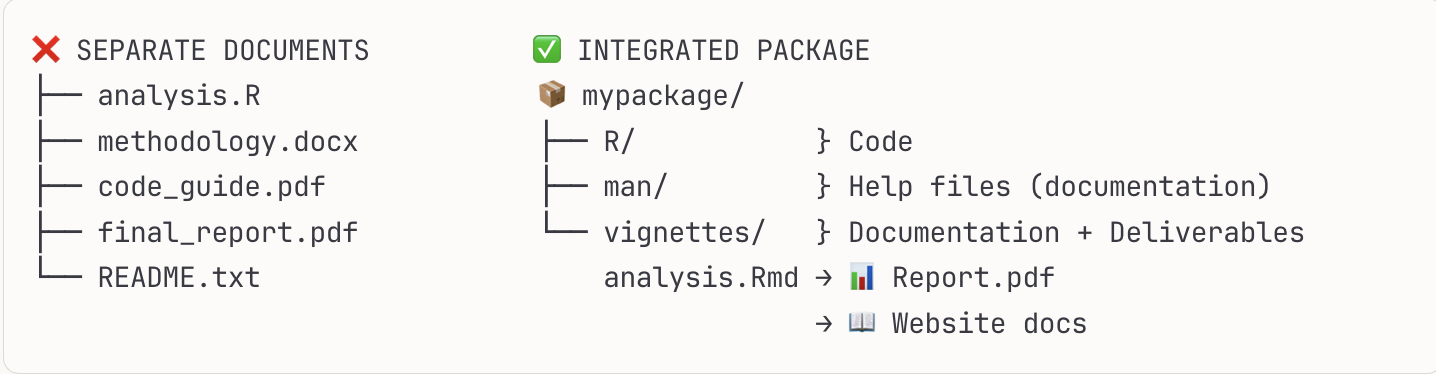 ❌ SEPARATE DOCUMENTS
├── analysis.R
├── methodology.docx
├── code_guide.pdf
├── final_report.pdf
└── README.txt
✅ INTEGRATED PACKAGE
📦 mypackage/
├── R/ } Code
├── man/ } Help files (documentation)
└── vignettes/ } Documentation + Deliverables
analysis.Rmd → 📊 Report.pdf
→ 📖 Website docs